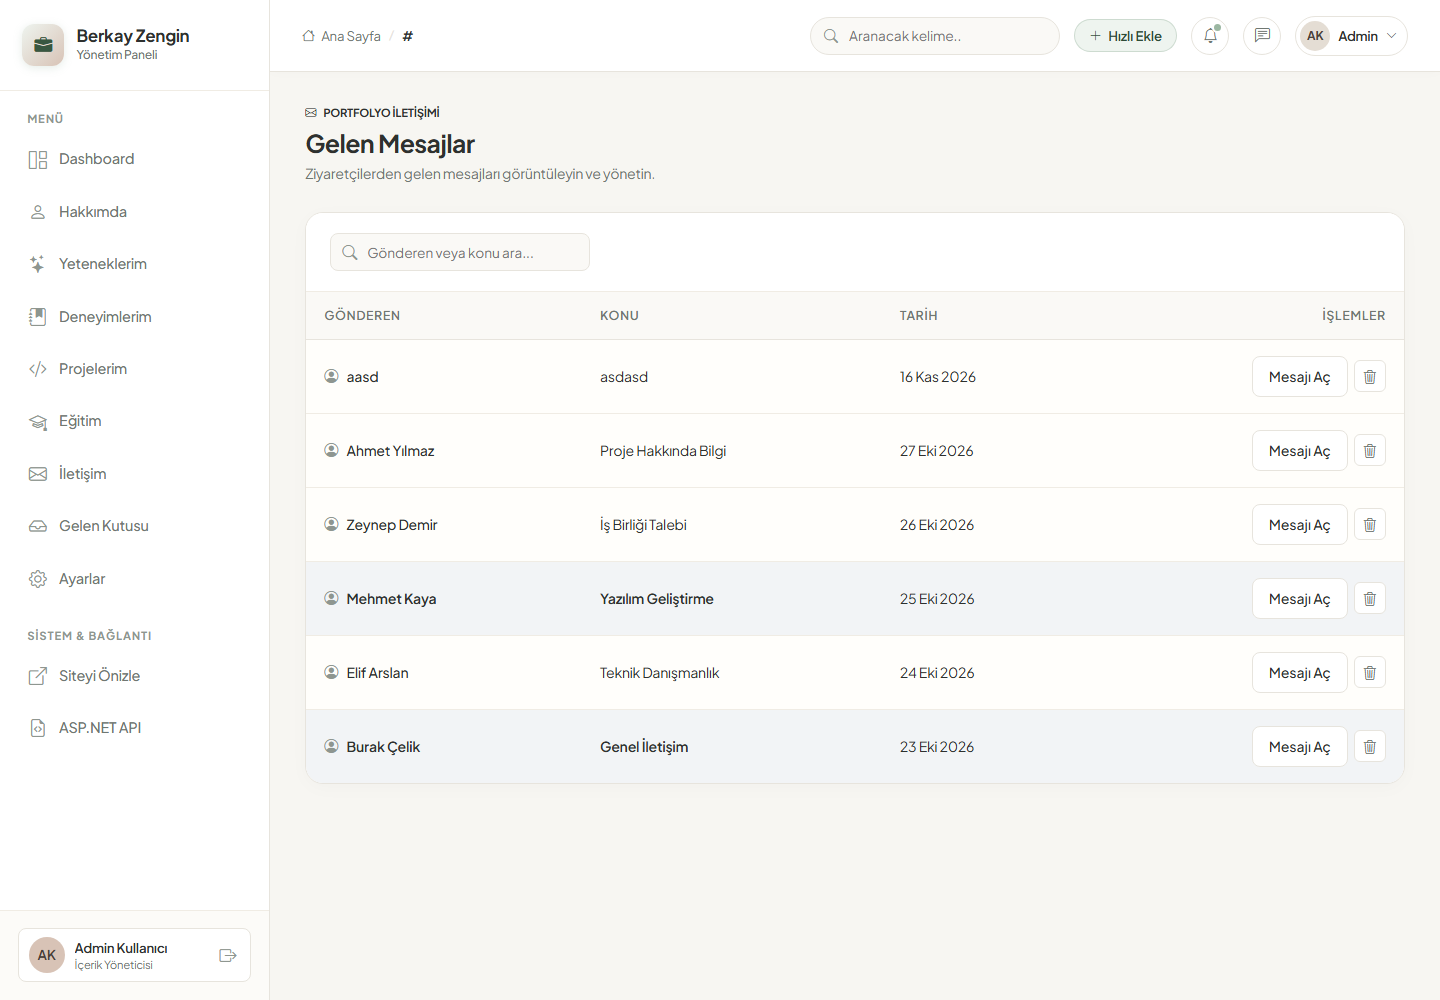 Berkay Zengin
Yönetim Paneli
Ana Sayfa / #
Aranacak kelime..
+ Hızlı Ekle
AK Admin
MENÜ
Dashboard
Hakkımda
Yeteneklerim
Deneyimlerim
Projelerim
Eğitim
İletişim
Gelen Kutusu
Ayarlar
SİSTEM & BAĞLANTI
Siteyi Önizle
ASP.NET API
AK
Admin Kullanıcı
İçerik Yöneticisi
PORTFOLYO İLETİŞİMİ
Gelen Mesajlar
Ziyaretçilerden gelen mesajları görüntüleyin ve yönetin.
Gönderen veya konu ara...
GÖNDEREN KONU TARİH İŞLEMLER
aasd asdasd 16 Kas 2026 Mesajı Aç
Ahmet Yılmaz Proje Hakkında Bilgi 27 Eki 2026 Mesajı Aç
Zeynep Demir İş Birliği Talebi 26 Eki 2026 Mesajı Aç
Mehmet Kaya Yazılım Geliştirme 25 Eki 2026 Mesajı Aç
Elif Arslan Teknik Danışmanlık 24 Eki 2026 Mesajı Aç
Burak Çelik Genel İletişim 23 Eki 2026 Mesajı Aç